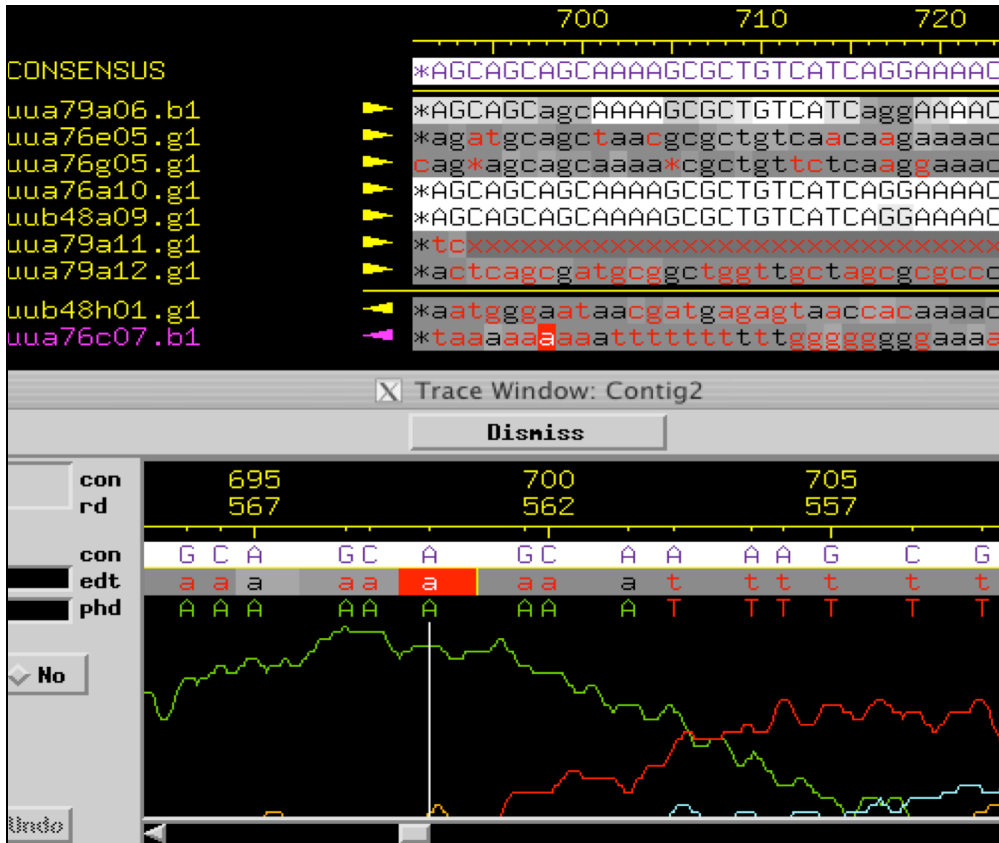 700 710 720
CONSENSUS *AGCAGCAGCAAAAGCGCTGTCATCAGGAAAAC
uua79a06.b1 *AGCAGCagcAAAAGCGCTGTCATCaggAAAAC
uua76e05.g1 *agatgcagctaacgcgctgtcaacaagaaaac
uua76g05.g1 cag*agcagcaaaa*cgctgttctcaaggaaac
uua76a10.g1 *AGCAGCAGCAAAAGCGCTGTCATCAGGAAAAC
uub48a09.g1 *AGCAGCAGCAAAAGCGCTGTCATCAGGAAAAC
uua79a11.g1 *tcxxxxxxxxxxxxxxxxxxxxxxxxxxxxxx
uua79a12.g1 *actcagcgatgcggctggttgctagcgcgccc
uub48h01.g1 *aatgggaataacgatgagagtaaccacaaaac
uua76c07.b1 *taaaaaaaaattttttttttggggggggaaaa
X Trace Window: Contig2
Dismiss
con 695 700 705
rd 567 562 557
con G C A G C A G C A A A A G C G
edt a a a a a a a a a t t t t t t
phd A A A A A A A A A T T T T T T
No
Undo